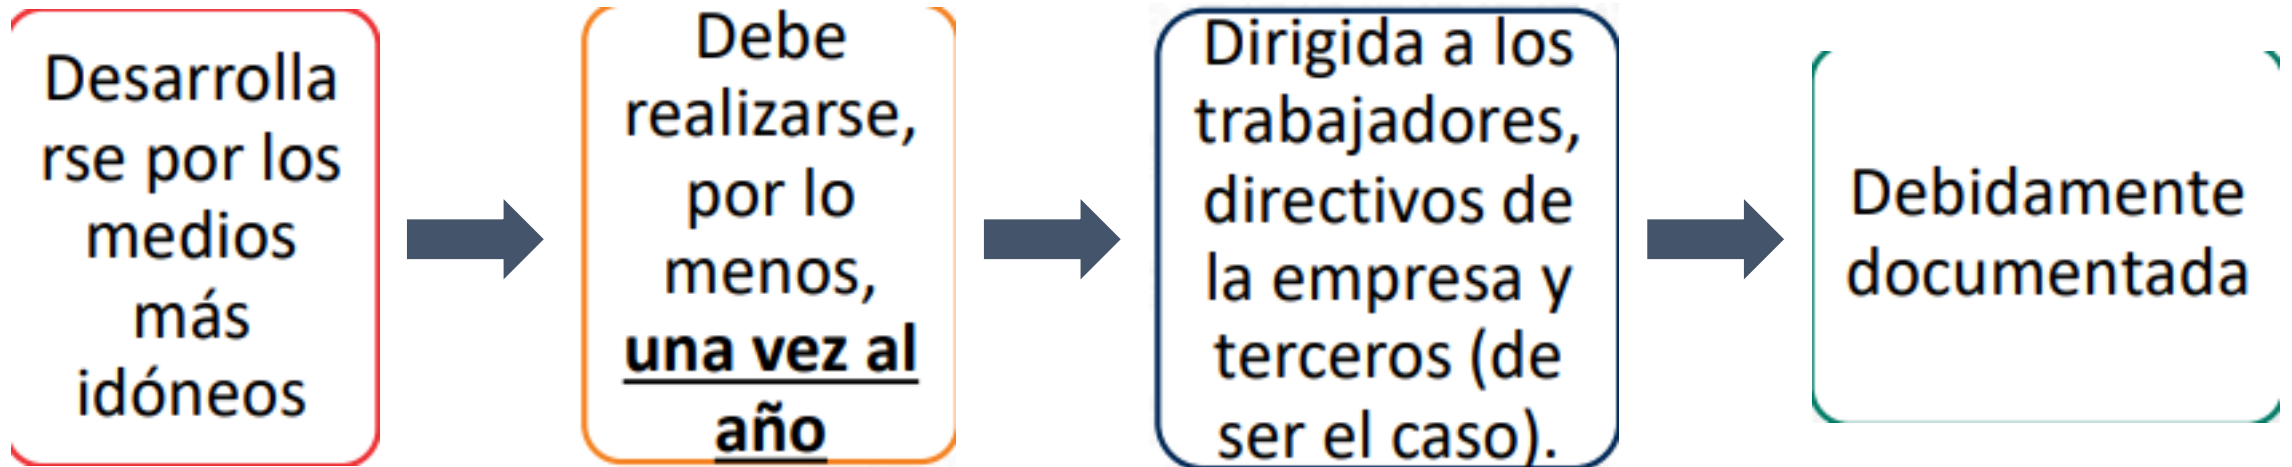 Desarrolla
rse por los
medios
más
idóneos
Debe
realizarse,
por lo
menos,
una vez al
año
Dirigida a los
trabajadores,
directivos de
la empresa y
terceros (de
ser el caso).
Debidamente
documentada